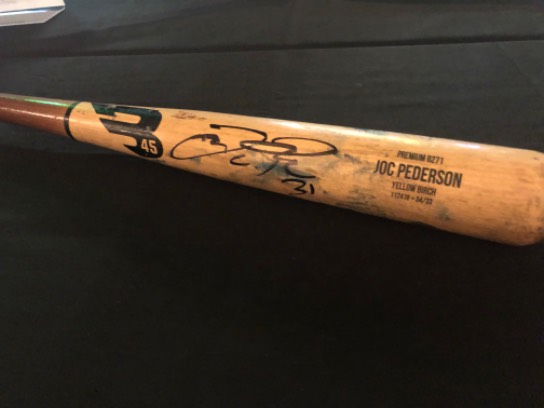 B
45
31
PREMIUM B271
JOC PEDERSON
YELLOW BIRCH